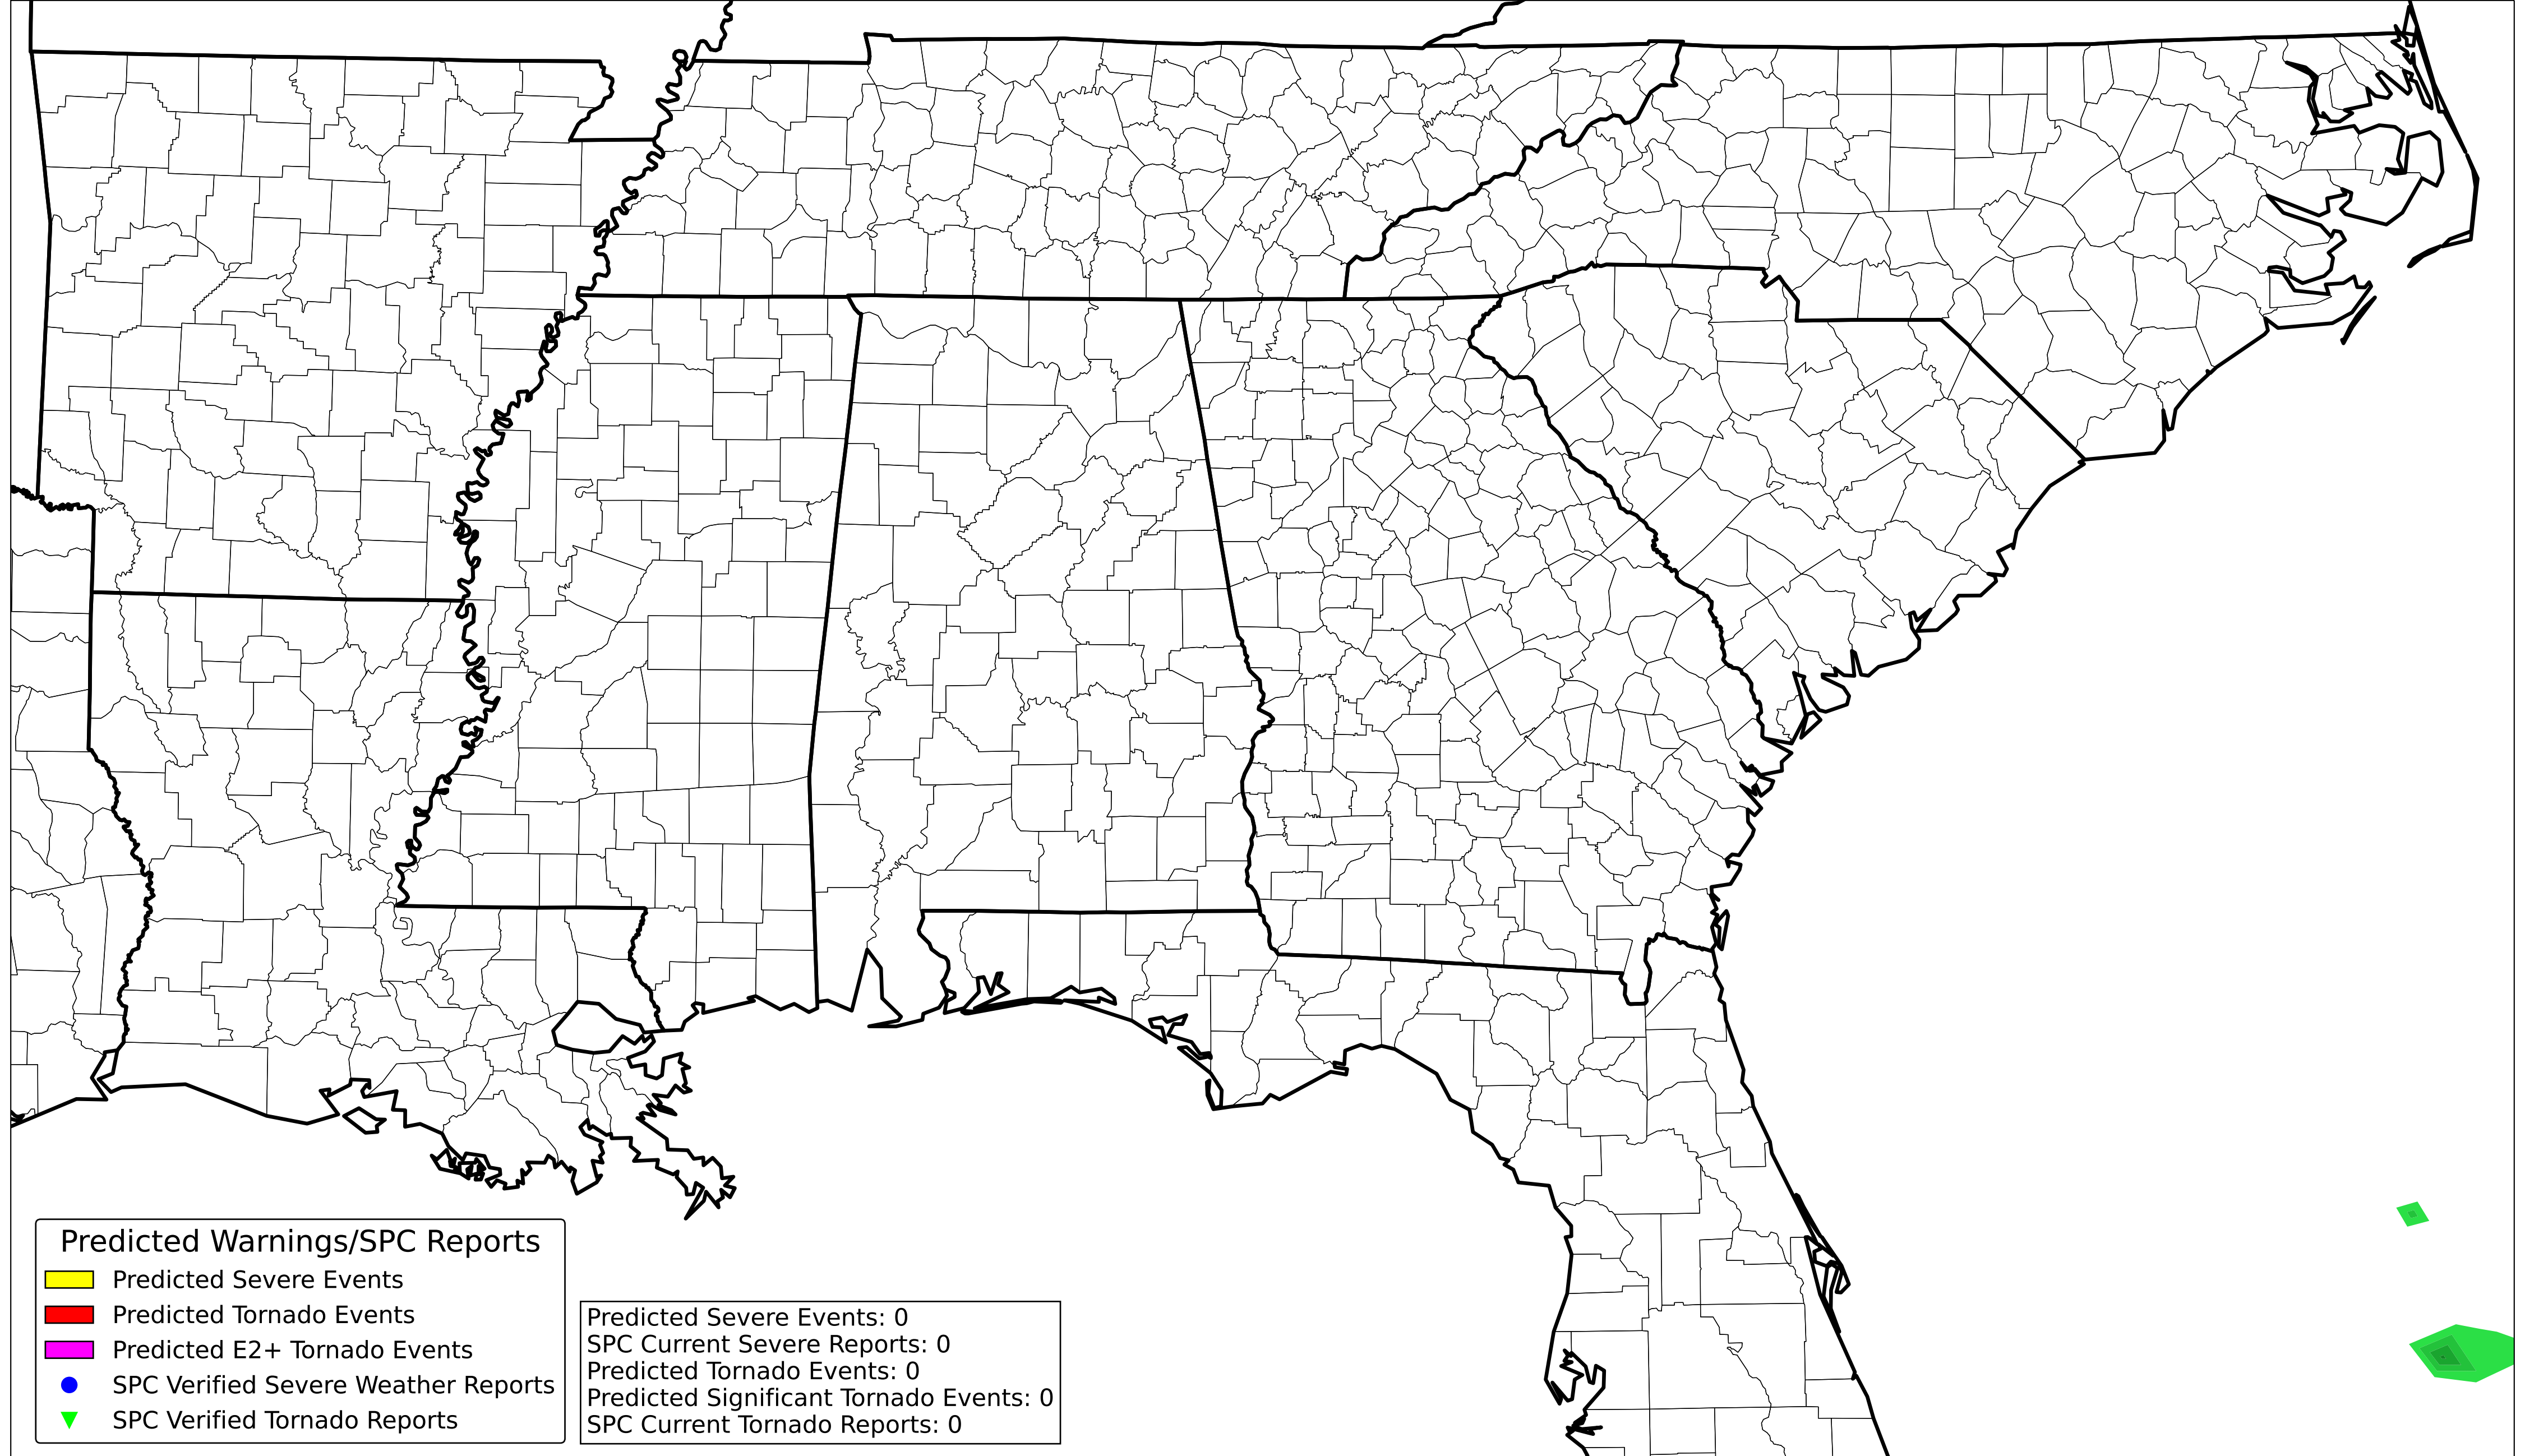 Predicted Warnings/SPC Reports
Predicted Severe Events
Predicted Tornado Events
Predicted E2+ Tornado Events
SPC Verified Severe Weather Reports
SPC Verified Tornado Reports
Predicted Severe Events: 0
SPC Current Severe Reports: 0
Predicted Tornado Events: 0
Predicted Significant Tornado Events: 0
SPC Current Tornado Reports: 0